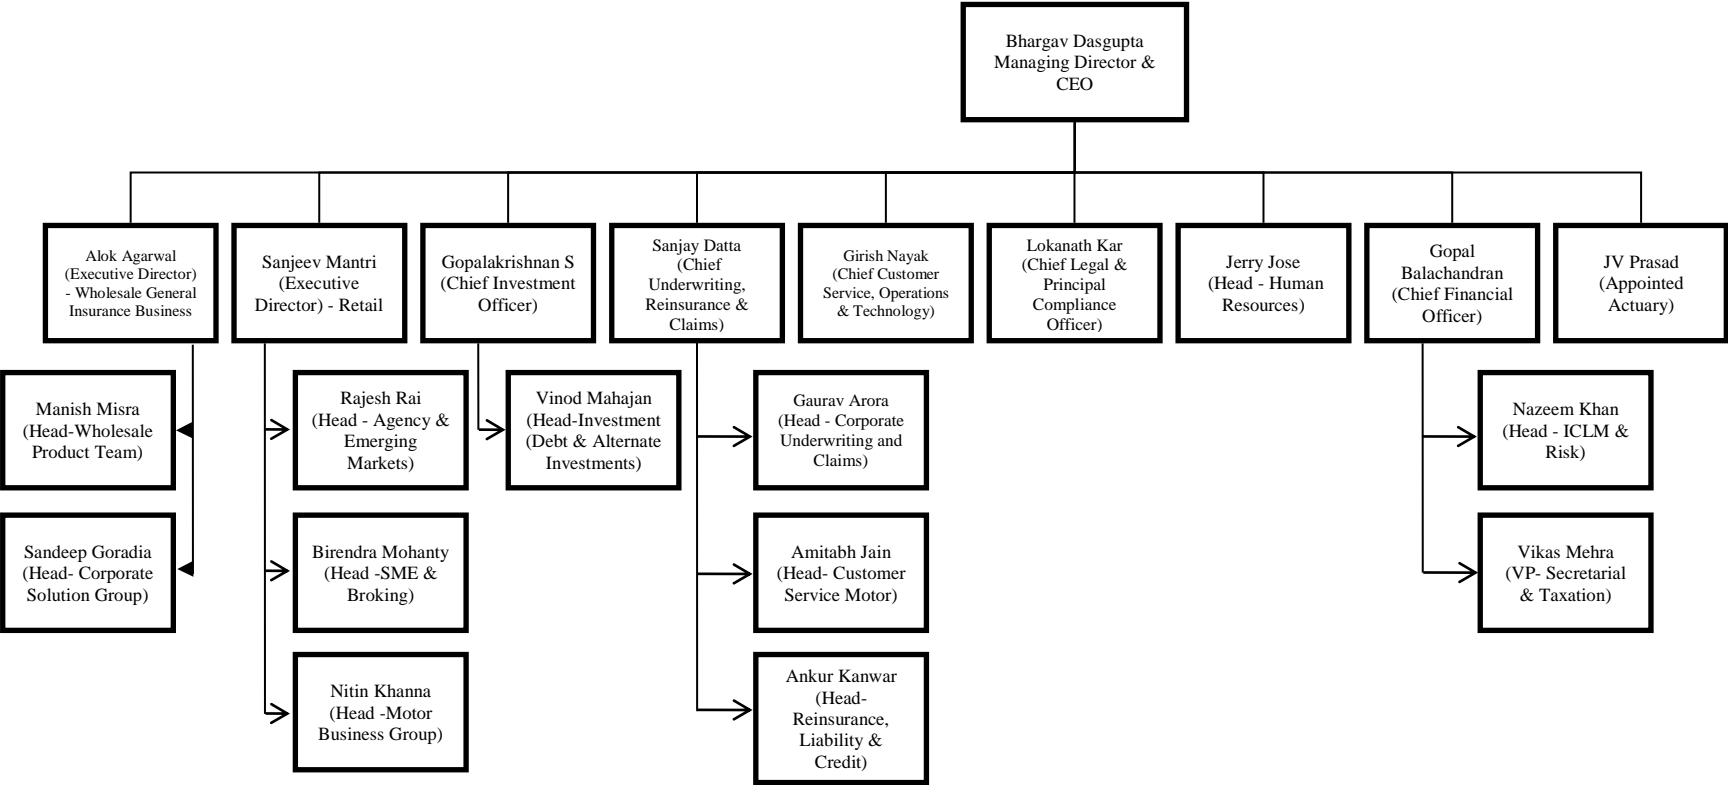 Bhargav Dasgupta
Managing Director &
CEO
Alok Agarwal
(Executive Director)
- Wholesale General
Insurance Business
Sanjeev Mantri
(Executive
Director) - Retail
Gopalakrishnan S
(Chief Investment
Officer)
Sanjay Datta
(Chief
Underwriting,
Reinsurance &
Claims)
Girish Nayak
(Chief Customer
Service, Operations
& Technology)
Lokanath Kar
(Chief Legal &
Principal
Compliance
Officer)
Jerry Jose
(Head - Human
Resources)
Gopal
Balachandran
(Chief Financial
Officer)
JV Prasad
(Appointed
Actuary)
Manish Misra
(Head-Wholesale
Product Team)
Rajesh Rai
(Head - Agency &
Emerging
Markets)
Vinod Mahajan
(Head-Investment
(Debt & Alternate
Investments)
Gaurav Arora
(Head - Corporate
Underwriting and
Claims)
Nazeem Khan
(Head - ICLM &
Risk)
Sandeep Goradia
(Head- Corporate
Solution Group)
Birendra Mohanty
(Head -SME &
Broking)
Amitabh Jain
(Head- Customer
Service Motor)
Vikas Mehra
(VP- Secretarial
& Taxation)
Nitin Khanna
(Head -Motor
Business Group)
Ankur Kanwar
(Head-
Reinsurance,
Liability &
Credit)